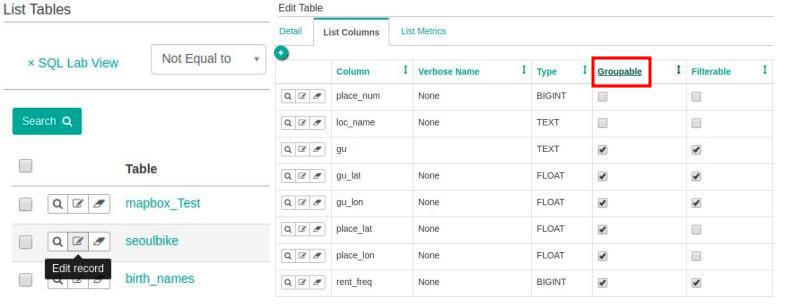 List Tables
× SQL Lab View
Not Equal to
Search
Table
mapbox_Test
seoulbike
Edit record
birth_names
Edit Table
Detail
List Columns
List Metrics
Column Verbose Name Type Groupable Filterable
place_num None BIGINT
loc_name None TEXT
gu TEXT
gu_lat None FLOAT
gu_lon None FLOAT
place_lat None FLOAT
place_lon None FLOAT
rent_freq None BIGINT